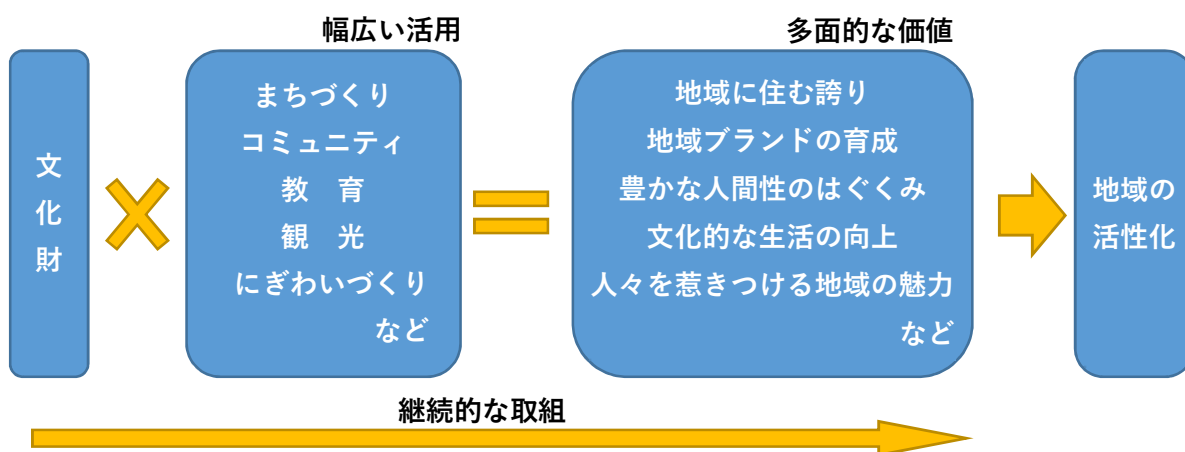 幅広い活用
多面的な価値
文化財
まちづくり
コミュニティ
教　育
観　光
にぎわいづくり
など
地域に住む誇り
地域ブランドの育成
豊かな人間性のはぐくみ
文化的な生活の向上
人々を惹きつける地域の魅力
など
地域の
活性化
継続的な取組